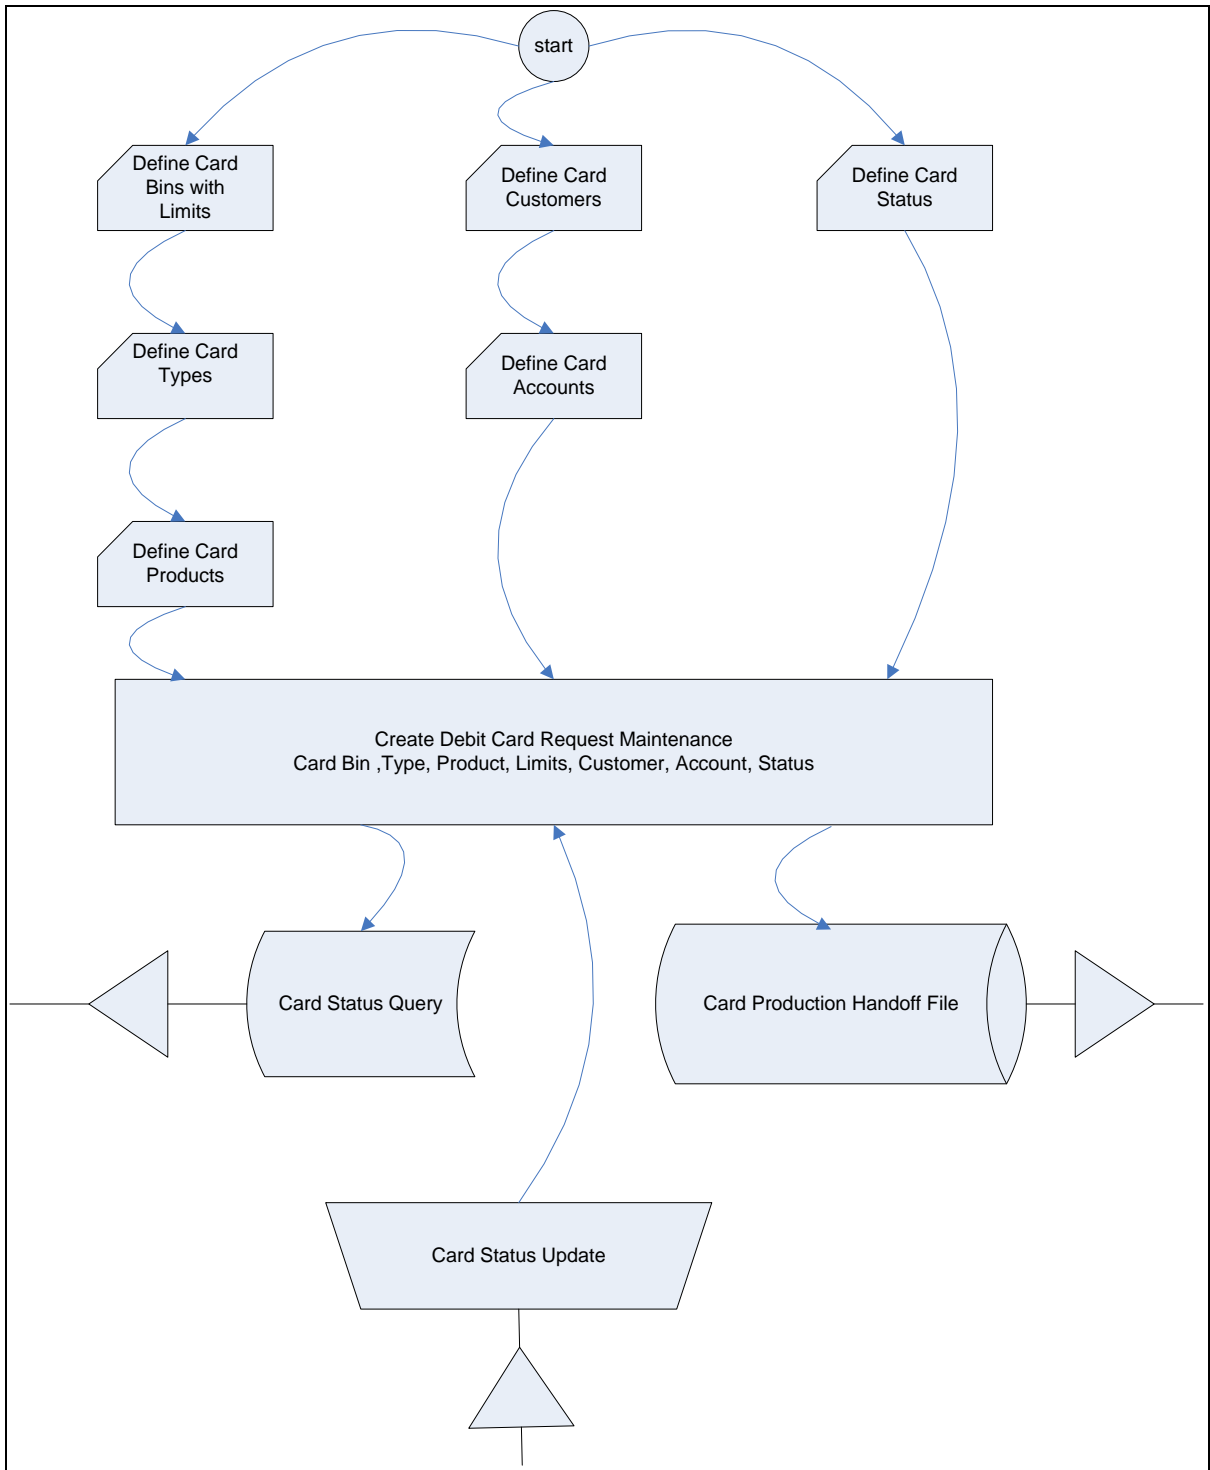 start
Define Card
Bins with
Limits
Define Card
Customers
Define Card
Status
Define Card
Types
Define Card
Accounts
Define Card
Products
Create Debit Card Request Maintenance
Card Bin ,Type, Product, Limits, Customer, Account, Status
Card Status Query
Card Production Handoff File
Card Status Update